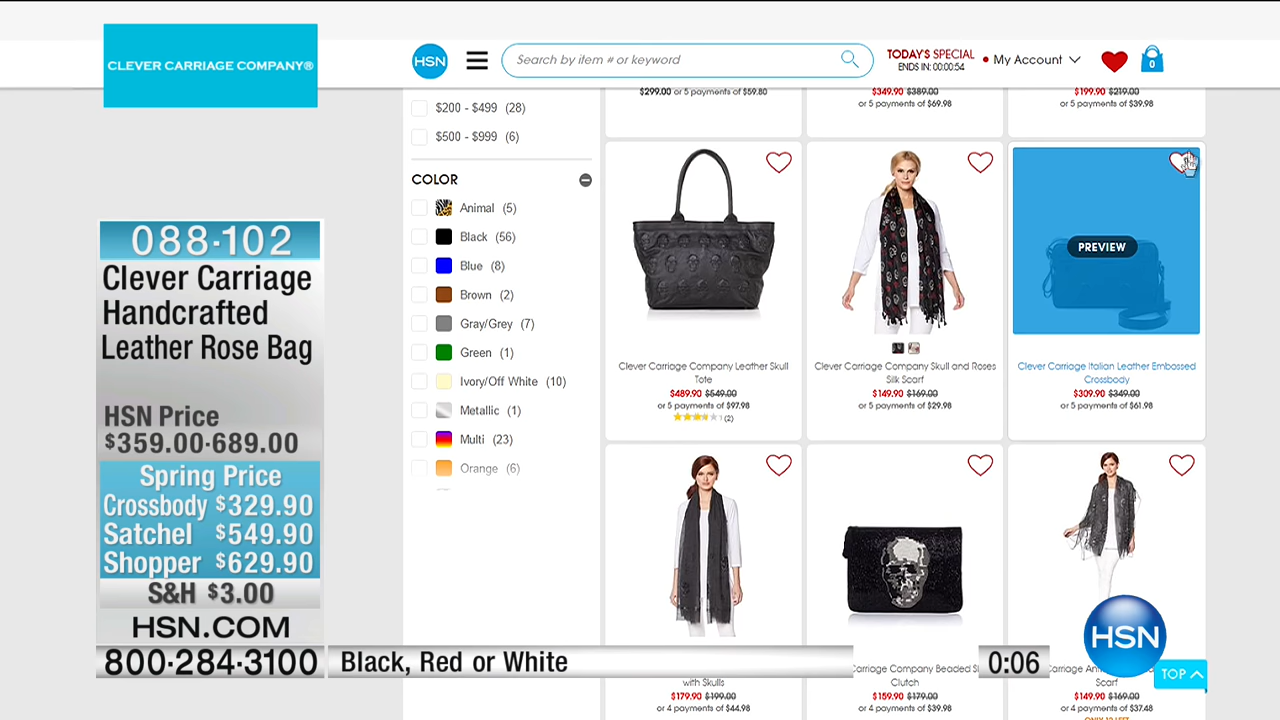 CLEVER CARRIAGE COMPANY®
HSN
Search by item # or keyword
TODAY'S SPECIAL
ENDS IN: 00:00:54
My Account
0
088-102
Clever Carriage
Handcrafted
Leather Rose Bag
HSN Price
$359.00-689.00
Spring Price
Crossbody $329.90
Satchel $549.90
Shopper $629.90
S&H $3.00
HSN.COM
800-284-3100
Black, Red or White
0:06
$200 - $499 (28)
$500 - $999 (6)
COLOR
Animal (5)
Black (56)
Blue (8)
Brown (2)
Gray/Grey (7)
Green (1)
Ivory/Off White (10)
Metallic (1)
Multi (23)
Orange (6)
$299.00 or 5 payments of $59.80
$349.90 $389.00
or 5 payments of $69.98
$199.90 $219.00
or 5 payments of $39.98
Clever Carriage Company Leather Skull
Tote
$489.90 $549.00
or 5 payments of $97.98
(2)
Clever Carriage Company Skull and Roses
Silk Scarf
$149.90 $169.00
or 5 payments of $29.98
PREVIEW
Clever Carriage Italian Leather Embossed
Crossbody
$309.90 $349.00
or 5 payments of $61.98
with Skulls
$179.90 $199.00
or 4 payments of $44.98
Carriage Company Beaded
Clutch
$159.90 $179.00
or 4 payments of $39.98
Carriage
Scarf
$149.90 $169.00
or 4 payments of $37.48
HSN
TOP